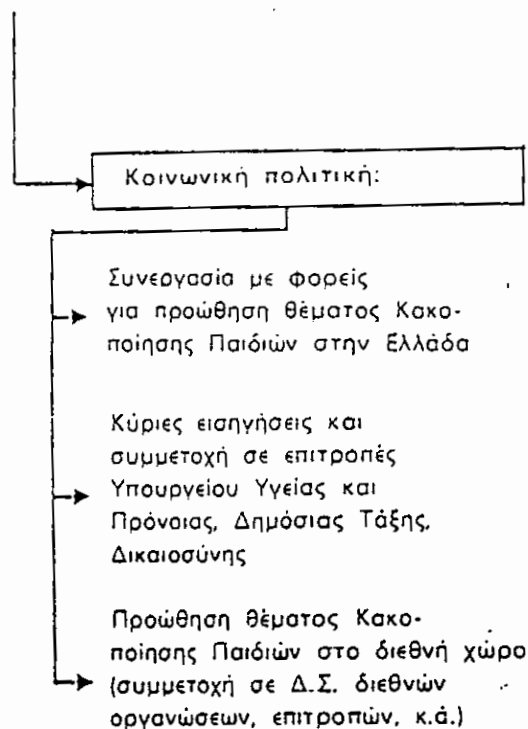 Κοινωνική πολιτική:
Συνεργασία με φορείς
για προώθηση θέματος Κακο-
ποίησης Παιδιών στην Ελλάδα
Κύριες εισηγήσεις και
συμμετοχή σε επιτροπές
Υπουργείου Υγείας και
Πρόνοιας, Δημόσιας Τάξης,
Δικαιοσύνης
Προώθηση θέματος Κακο-
ποίησης Παιδιών στο διεθνή χώρο
(συμμετοχή σε Δ.Σ. διεθνών
οργανώσεων, επιτροπών, κ.ά.)